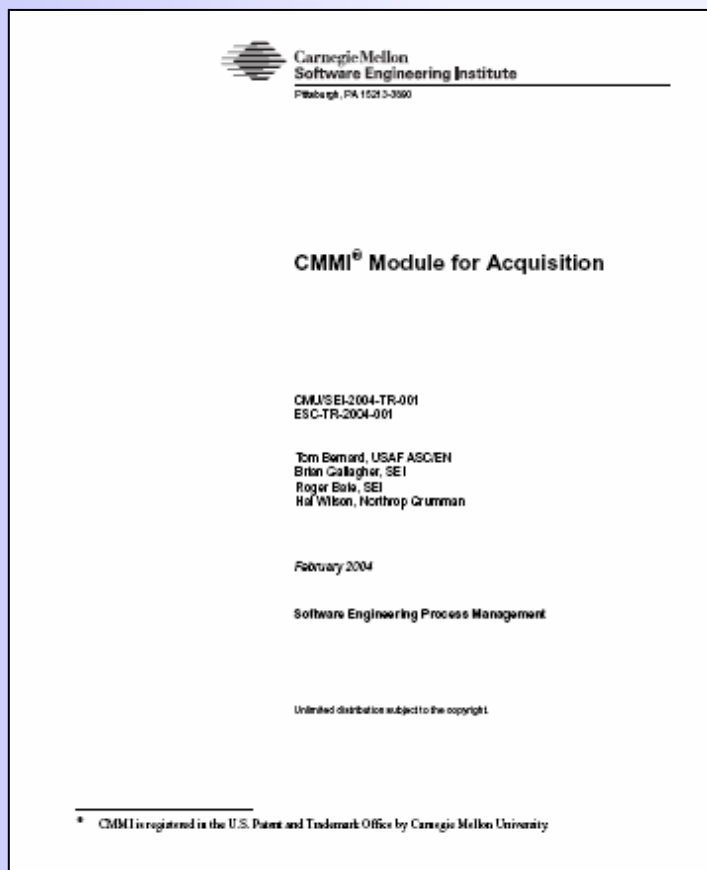 CarnegieMellon
Software Engineering Institute
Pittsburgh, PA 15213-3890
CMMI® Module for Acquisition
CMU/SEI-2004-TR-001
ESC-TR-2004-001
Tom Bernard, USAF ASC/EN
Brian Gallagher, SEI
Roger Bate, SEI
Hal Wilson, Northrop Grumman
February 2004
Software Engineering Process Management
Unlimited distribution subject to the copyright.
® CMMI is registered in the U.S. Patent and Trademark Office by Carnegie Mellon University.